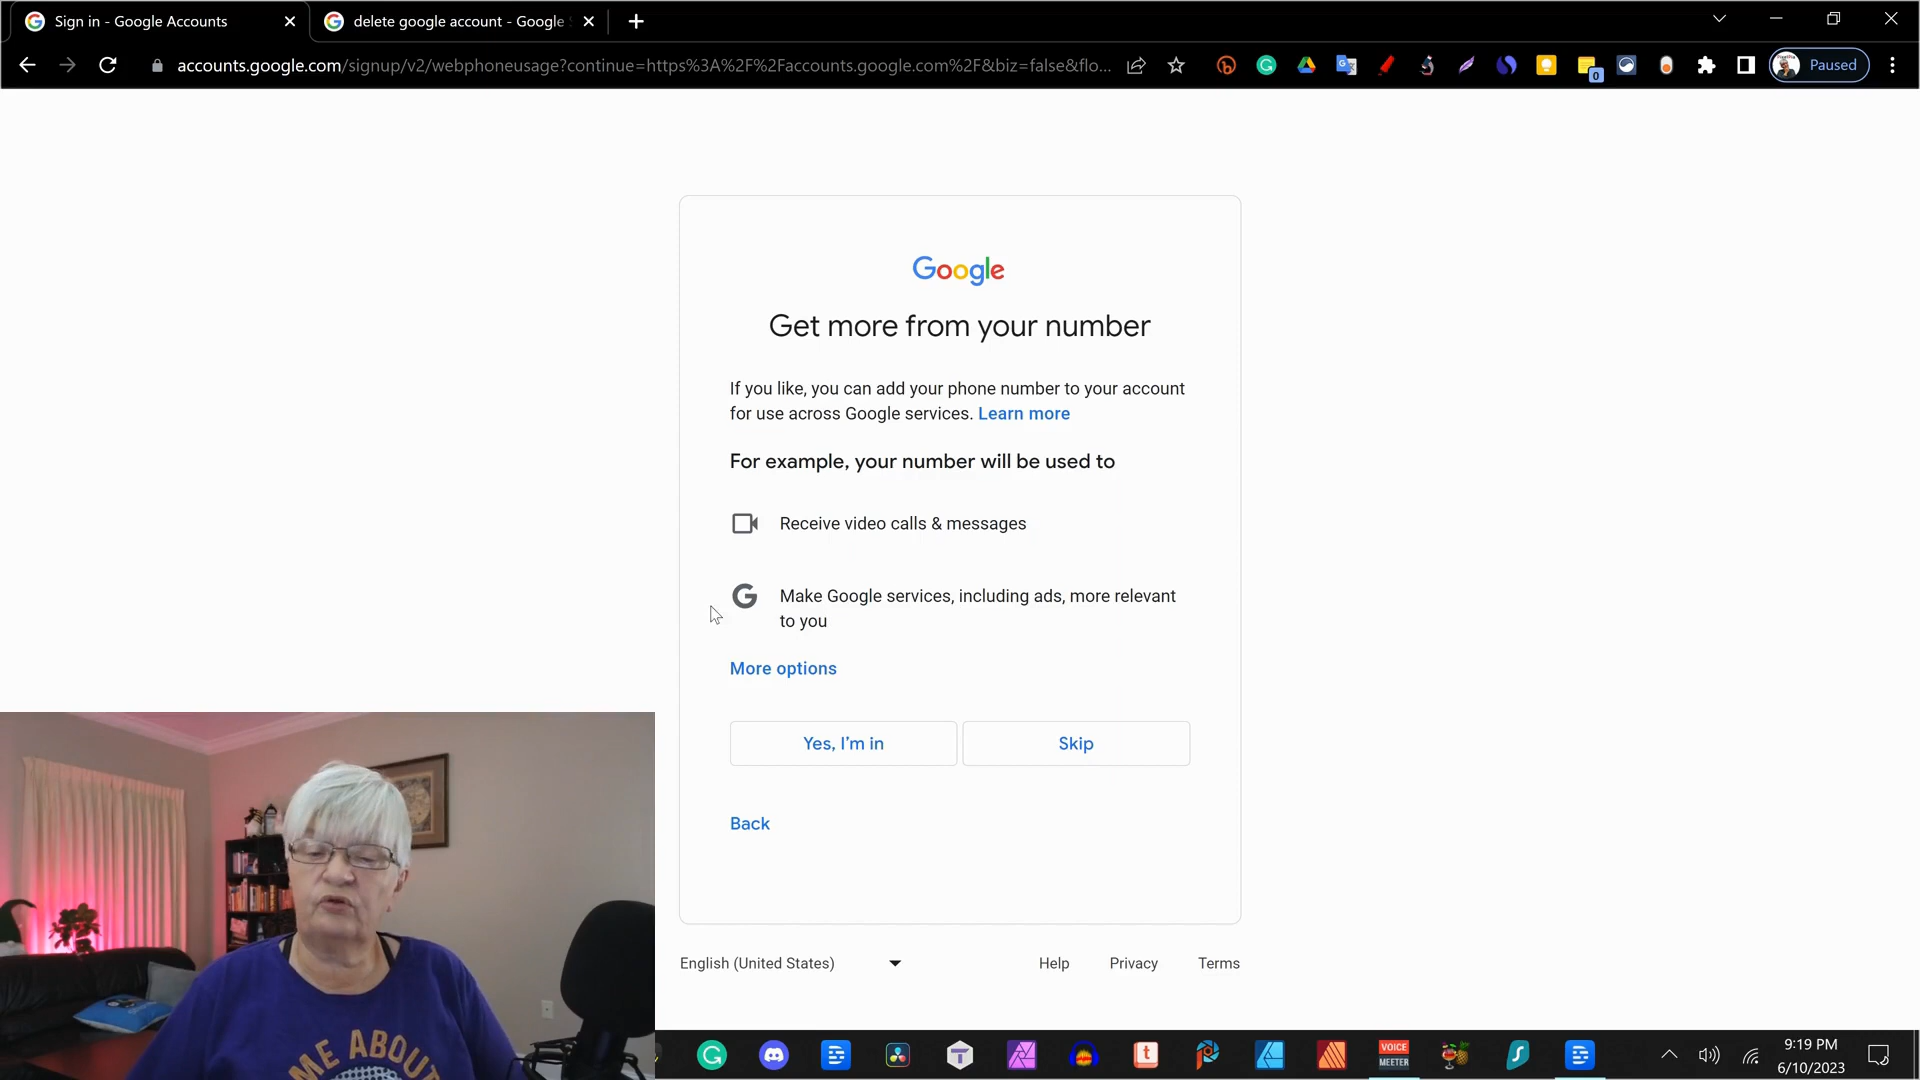 Sign in - Google Accounts
delete google account - Google
accounts.google.com/signup/v2/webphoneusage?continue=https%3A%2F%2Faccounts.google.com%2F&biz=false&flo...
0
Paused
Google
Get more from your number
If you like, you can add your phone number to your account
for use across Google services. Learn more
For example, your number will be used to
Receive video calls & messages
Make Google services, including ads, more relevant
to you
More options
Yes, I'm in
Skip
Back
English (United States)
Help
Privacy
Terms
ME ABOU
VOICE
MEETER
9:19 PM
6/10/2023